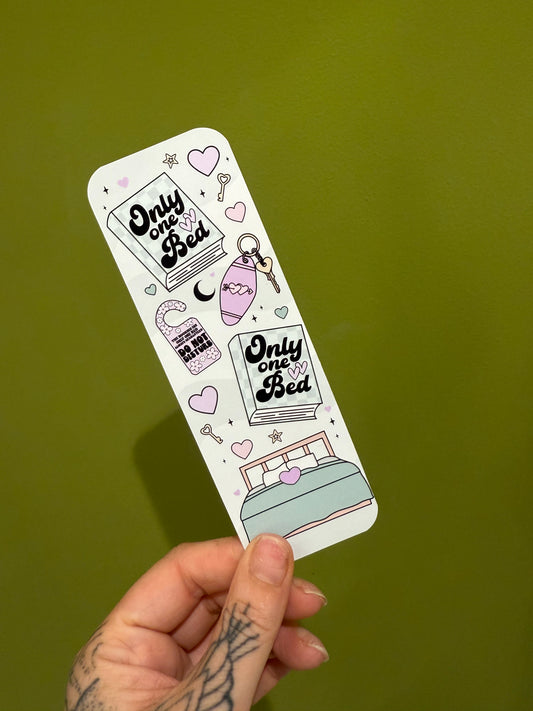 Only
one
Bed
DO NOT
DISTURB
Only
one
Bed